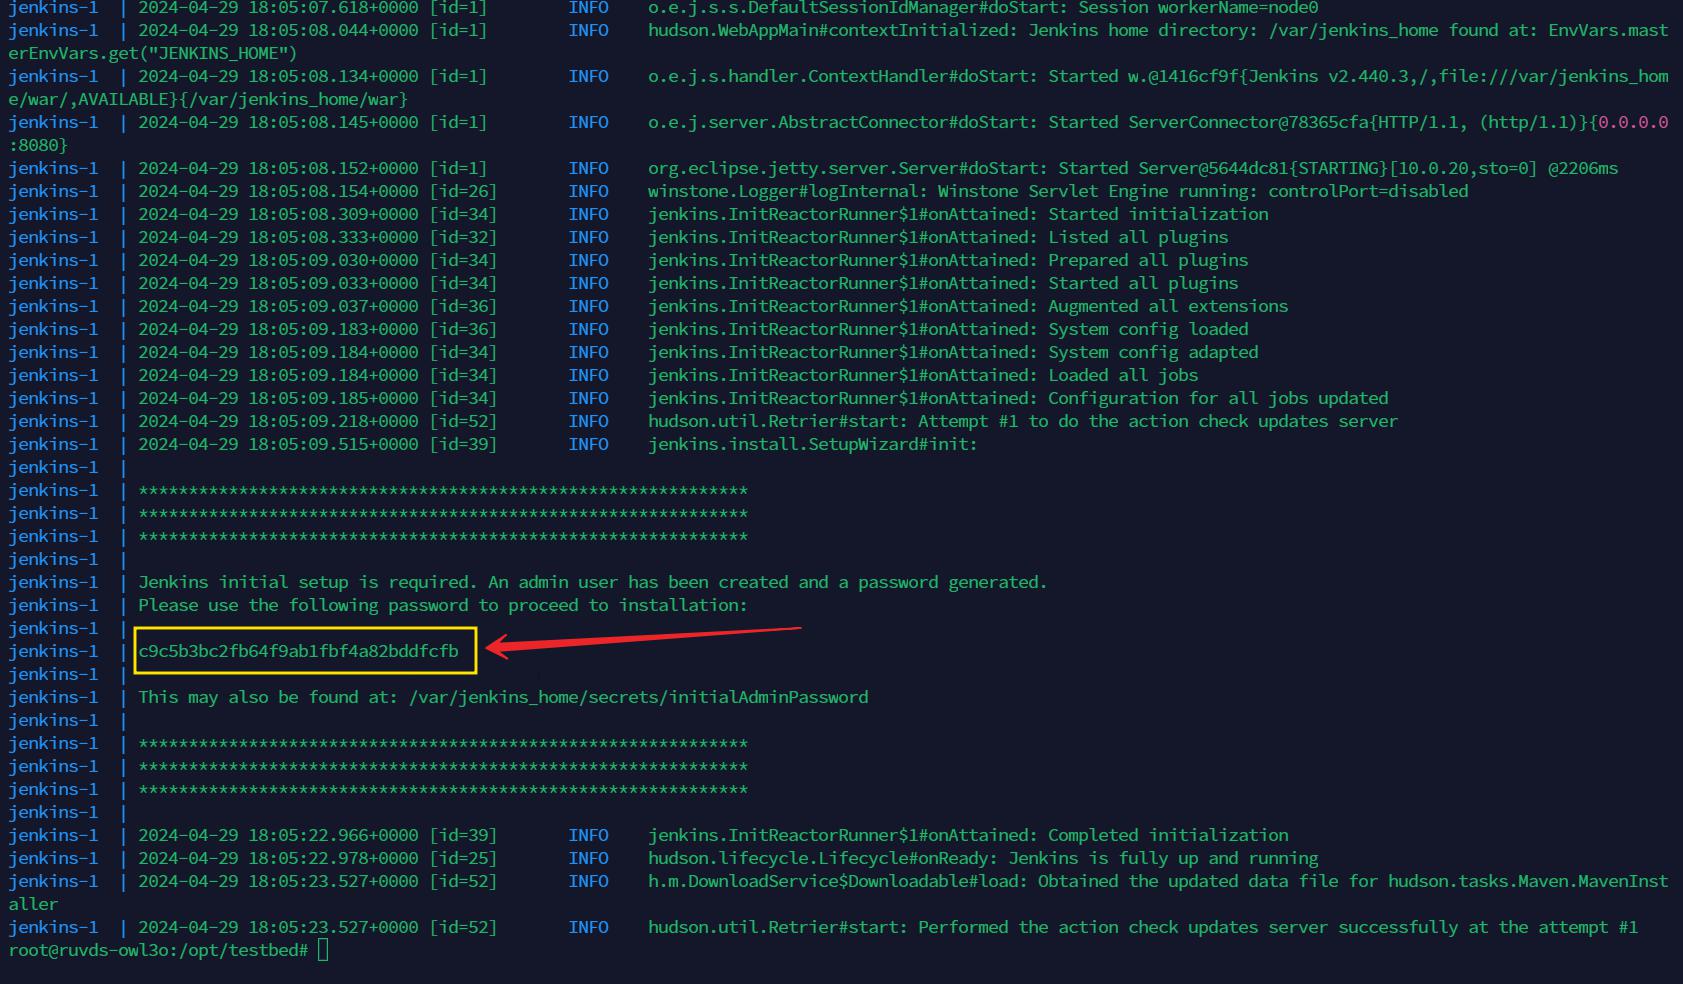 jenkins-1  | 2024-04-29 18:05:07.618+0000 [id=1]       INFO    o.e.j.s.s.DefaultSessionIdManager#doStart: Session workerName=node0
jenkins-1  | 2024-04-29 18:05:08.044+0000 [id=1]       INFO    hudson.WebAppMain#contextInitialized: Jenkins home directory: /var/jenkins_home found at: EnvVars.mast
erEnvVars.get("JENKINS_HOME")
jenkins-1  | 2024-04-29 18:05:08.134+0000 [id=1]       INFO    o.e.j.s.handler.ContextHandler#doStart: Started w.@1416cf9f{Jenkins v2.440.3,/,file:///var/jenkins_hom
e/war/,AVAILABLE}{/var/jenkins_home/war}
jenkins-1  | 2024-04-29 18:05:08.145+0000 [id=1]       INFO    o.e.j.server.AbstractConnector#doStart: Started ServerConnector@78365cfa{HTTP/1.1, (http/1.1)}{0.0.0.0
:8080}
jenkins-1  | 2024-04-29 18:05:08.152+0000 [id=1]       INFO    org.eclipse.jetty.server.Server#doStart: Started Server@5644dc81{STARTING}[10.0.20,sto=0] @2206ms
jenkins-1  | 2024-04-29 18:05:08.154+0000 [id=26]       INFO    winstone.Logger#logInternal: Winstone Servlet Engine running: controlPort=disabled
jenkins-1  | 2024-04-29 18:05:08.309+0000 [id=34]       INFO    jenkins.InitReactorRunner$1#onAttained: Started initialization
jenkins-1  | 2024-04-29 18:05:08.333+0000 [id=32]       INFO    jenkins.InitReactorRunner$1#onAttained: Listed all plugins
jenkins-1  | 2024-04-29 18:05:09.030+0000 [id=34]       INFO    jenkins.InitReactorRunner$1#onAttained: Prepared all plugins
jenkins-1  | 2024-04-29 18:05:09.033+0000 [id=34]       INFO    jenkins.InitReactorRunner$1#onAttained: Started all plugins
jenkins-1  | 2024-04-29 18:05:09.037+0000 [id=36]       INFO    jenkins.InitReactorRunner$1#onAttained: Augmented all extensions
jenkins-1  | 2024-04-29 18:05:09.183+0000 [id=36]       INFO    jenkins.InitReactorRunner$1#onAttained: System config loaded
jenkins-1  | 2024-04-29 18:05:09.184+0000 [id=34]       INFO    jenkins.InitReactorRunner$1#onAttained: System config adapted
jenkins-1  | 2024-04-29 18:05:09.184+0000 [id=34]       INFO    jenkins.InitReactorRunner$1#onAttained: Loaded all jobs
jenkins-1  | 2024-04-29 18:05:09.185+0000 [id=34]       INFO    jenkins.InitReactorRunner$1#onAttained: Configuration for all jobs updated
jenkins-1  | 2024-04-29 18:05:09.218+0000 [id=52]       INFO    hudson.util.Retrier#start: Attempt #1 to do the action check updates server
jenkins-1  | 2024-04-29 18:05:09.515+0000 [id=39]       INFO    jenkins.install.SetupWizard#init:
jenkins-1  |
jenkins-1  | *************************************************************
jenkins-1  | *************************************************************
jenkins-1  | *************************************************************
jenkins-1  |
jenkins-1  | Jenkins initial setup is required. An admin user has been created and a password generated.
jenkins-1  | Please use the following password to proceed to installation:
jenkins-1  |
jenkins-1  | c9c5b3bc2fb64f9ab1fbf4a82bddfcfb
jenkins-1  |
jenkins-1  | This may also be found at: /var/jenkins_home/secrets/initialAdminPassword
jenkins-1  |
jenkins-1  | *************************************************************
jenkins-1  | *************************************************************
jenkins-1  | *************************************************************
jenkins-1  |
jenkins-1  | 2024-04-29 18:05:22.966+0000 [id=39]       INFO    jenkins.InitReactorRunner$1#onAttained: Completed initialization
jenkins-1  | 2024-04-29 18:05:22.978+0000 [id=25]       INFO    hudson.lifecycle.Lifecycle#onReady: Jenkins is fully up and running
jenkins-1  | 2024-04-29 18:05:23.527+0000 [id=52]       INFO    h.m.DownloadService$Downloadable#load: Obtained the updated data file for hudson.tasks.Maven.MavenInst
aller
jenkins-1  | 2024-04-29 18:05:23.527+0000 [id=52]       INFO    hudson.util.Retrier#start: Performed the action check updates server successfully at the attempt #1
root@ruvds-owl3o:/opt/testbed#